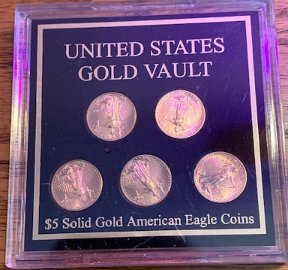 UNITED STATES
GOLD VAULT
$5 Solid Gold American Eagle Coins